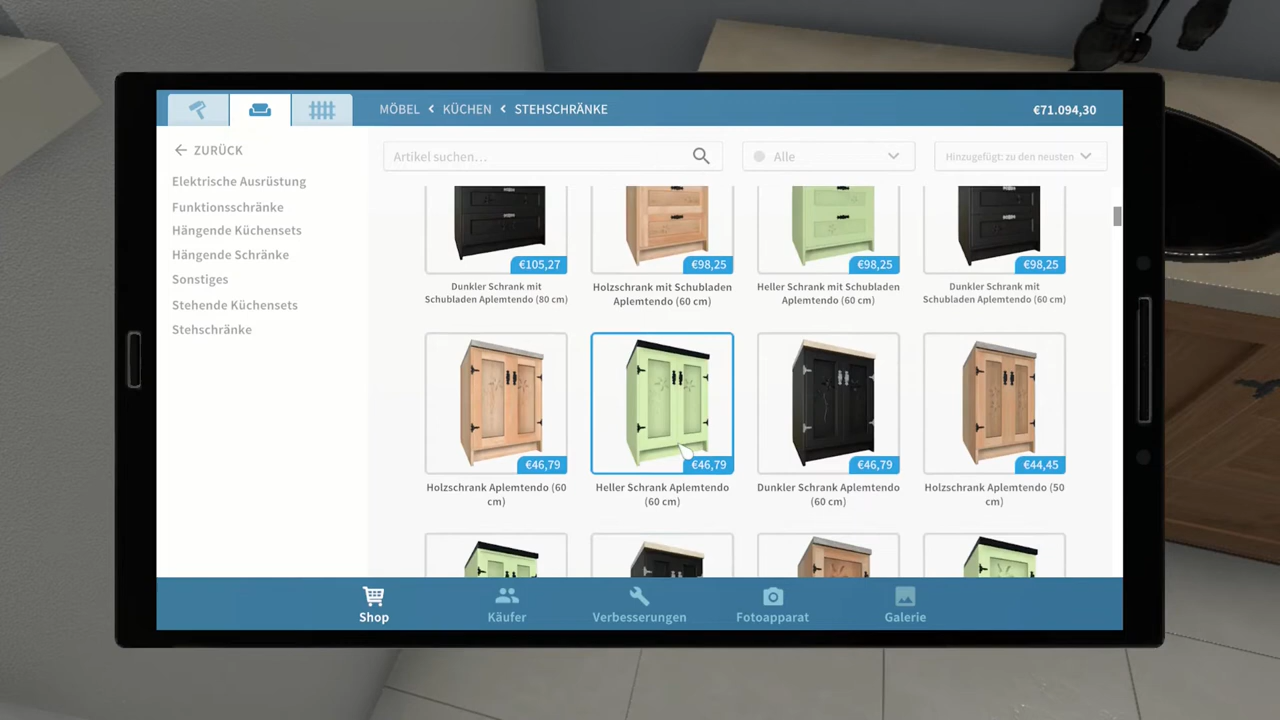 MÖBEL < KÜCHEN < STEHSCHRÄNKE
€71.094,30
ZURÜCK
Elektrische Ausrüstung
Funktionsschränke
Hängende Küchensets
Hängende Schränke
Sonstiges
Stehende Küchensets
Stehschränke
Artikel suchen...
Alle
Hinzugefügt: zu den neusten
€105,27
€98,25
€98,25
€98,25
Dunkler Schrank mit
Schubladen Aplemtendo (80 cm)
Holzschrank mit Schubladen
Aplemtendo (60 cm)
Heller Schrank mit Schubladen
Aplemtendo (60 cm)
Dunkler Schrank mit
Schubladen Aplemtendo (60 cm)
€46,79
€46,79
€46,79
€44,45
Holzschrank Aplemtendo (60
cm)
Heller Schrank Aplemtendo
(60 cm)
Dunkler Schrank Aplemtendo
(60 cm)
Holzschrank Aplemtendo (50
cm)
Shop
Käufer
Verbesserungen
Fotoapparat
Galerie